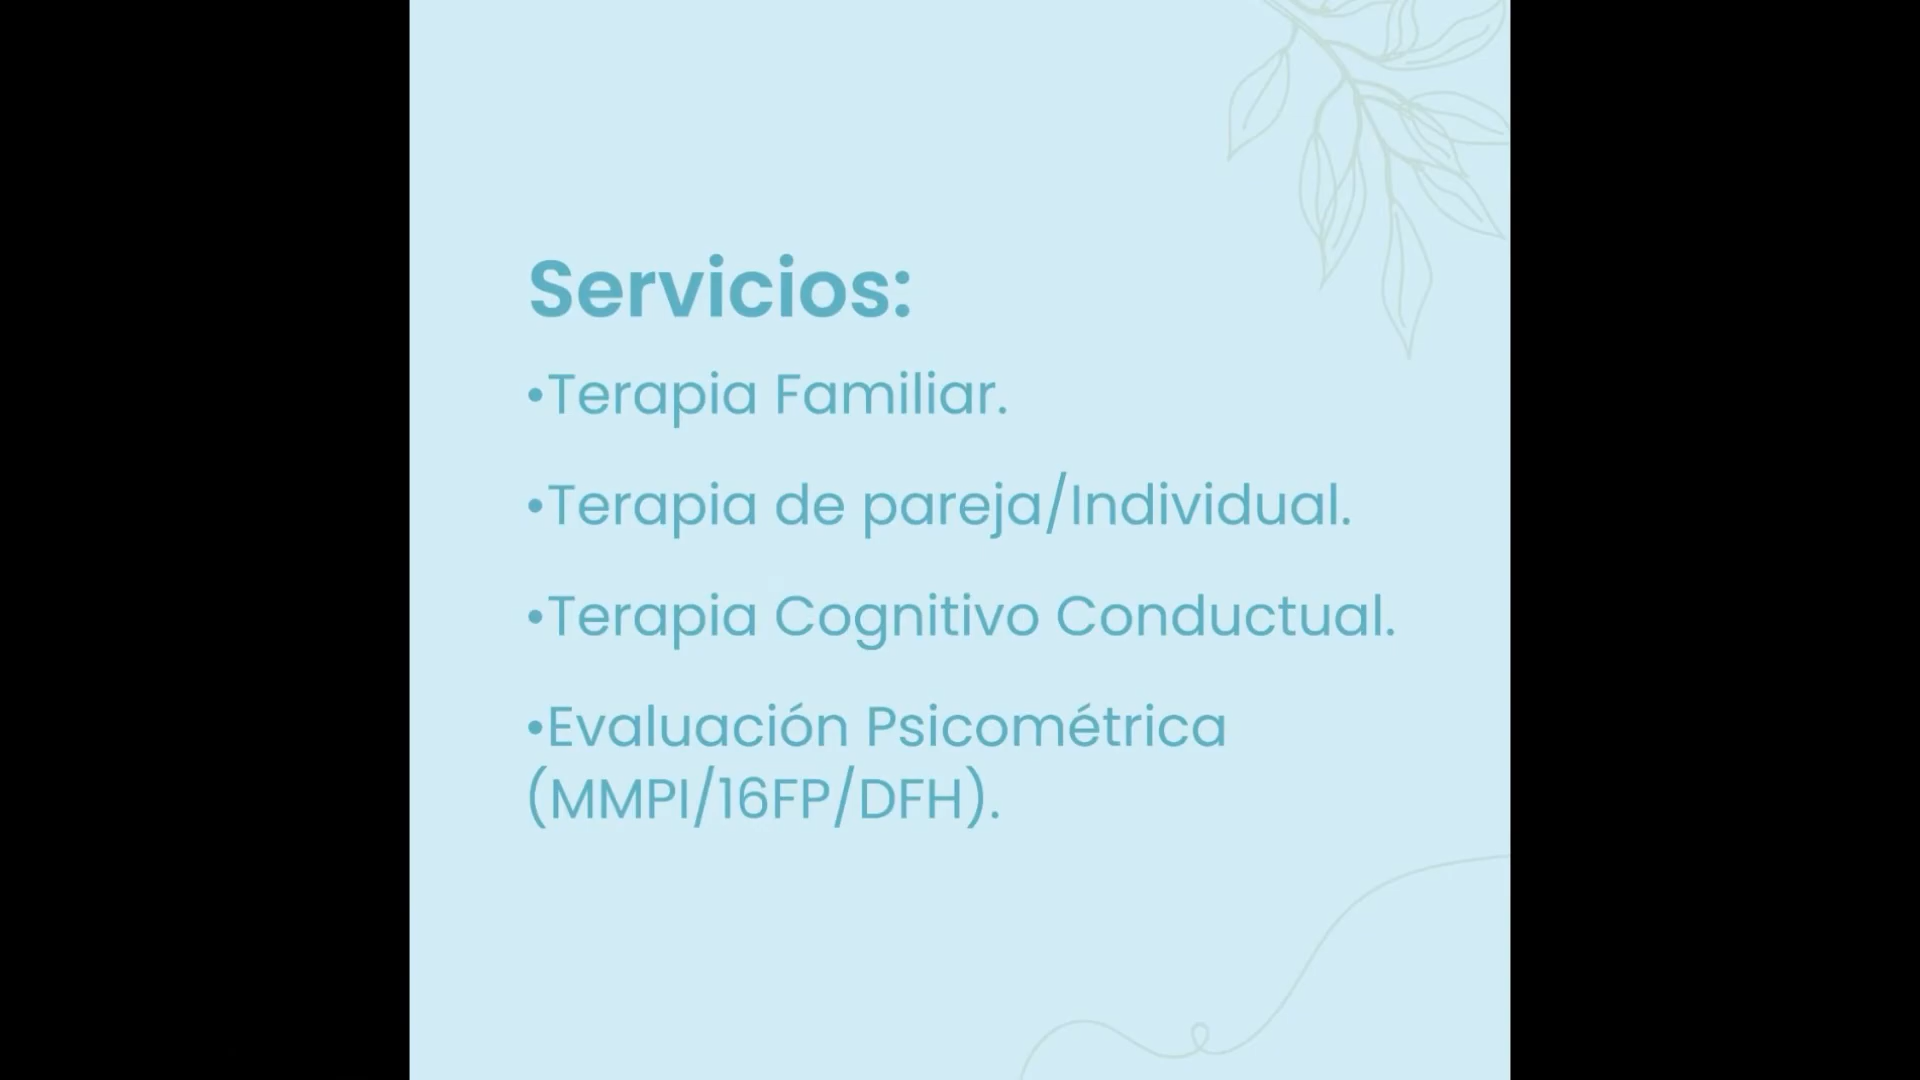 Servicios:
•Terapia Familiar.
•Terapia de pareja/Individual.
•Terapia Cognitivo Conductual.
•Evaluación Psicométrica
(MMPI/16FP/DFH).